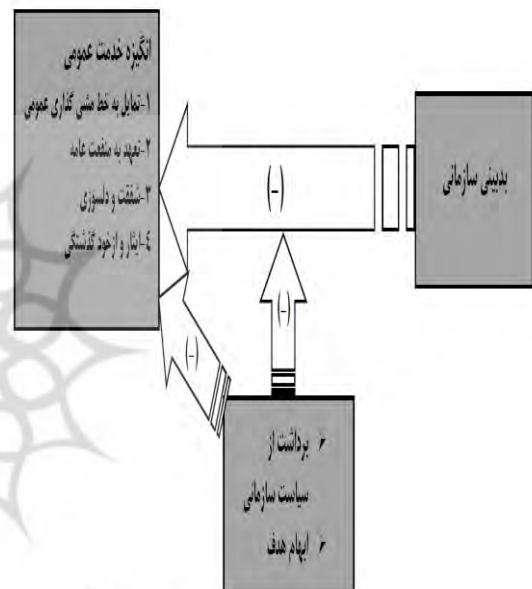 انگیزه خدمت عمومی
۱-تمایل به خط مشی گذاری عمومی
۲-تعهد به منفعت عامه
۳-شفقت و دلسوزی
۴-ایثار و از خود گذشتگی
بدبینی سازمانی
(-)
(-)
(-)
برداشت از
سیاست سازمانی
ابهام هدف